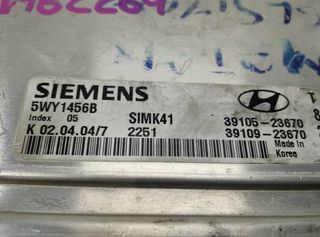 SIEMENS
5WY1456B
Index 05 SIMK41 39105-23670
K 02.04.04/7 2251 39109-23670
Made in
Korea
T